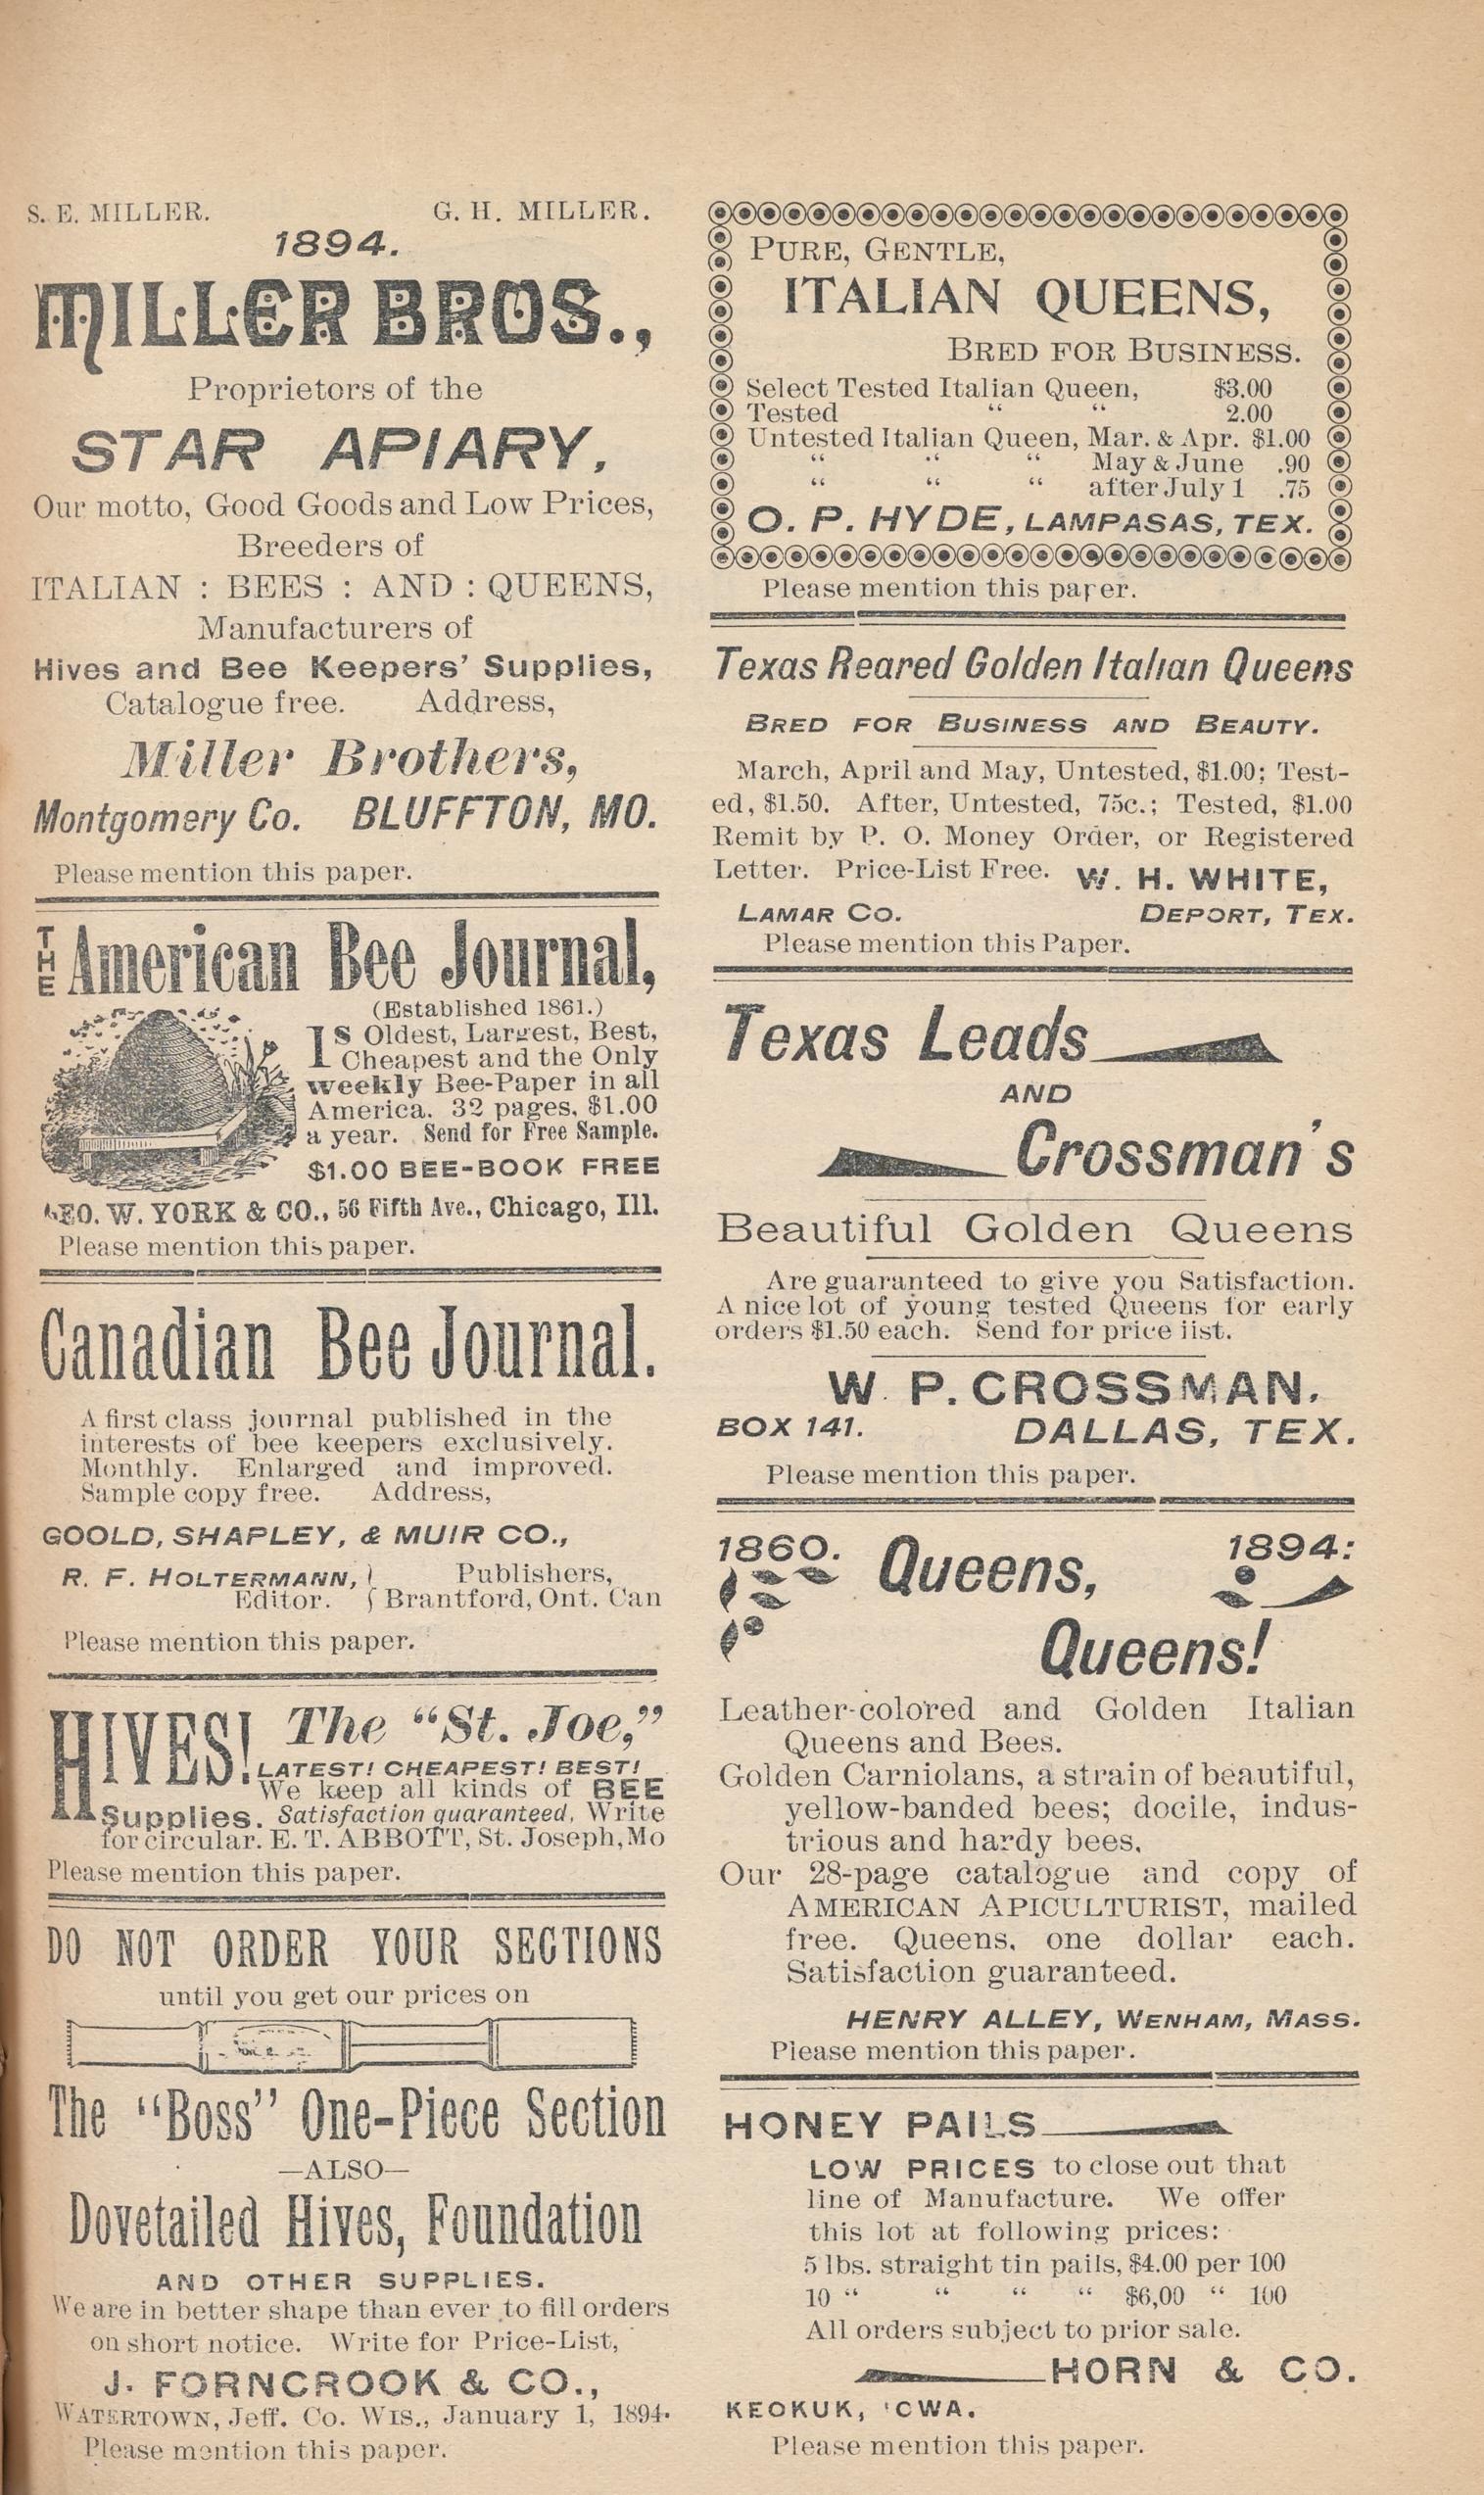 S. E. MILLER. G. H. MILLER.
1894.
MILLER BROS.,
Proprietors of the
STAR APIARY,
Our motto, Good Goods and Low Prices,
Breeders of
ITALIAN : BEES : AND : QUEENS,
Manufacturers of
Hives and Bee Keepers' Supplies,
Catalogue free. Address,
Miller Brothers,
Montgomery Co. BLUFFTON, MO.
Please mention this paper.
THE American Bee Journal,
(Established 1861.)
IS Oldest, Largest, Best,
Cheapest and the Only
weekly Bee-Paper in all
America. 32 pages, $1.00
a year. Send for Free Sample.
$1.00 BEE-BOOK FREE
GEO. W. YORK & CO., 56 Fifth Ave., Chicago, Ill.
Please mention this paper.
Canadian Bee Journal.
A first class journal published in the
interests of bee keepers exclusively.
Monthly. Enlarged and improved.
Sample copy free. Address,
GOOLD, SHAPLEY, & MUIR CO.,
R. F. HOLTERMANN, } Publishers,
Editor. { Brantford, Ont. Can
Please mention this paper.
HIVES! The "St. Joe,"
LATEST! CHEAPEST! BEST!
We keep all kinds of BEE
Supplies. Satisfaction guaranteed, Write
for circular. E. T. ABBOTT, St. Joseph, Mo
Please mention this paper.
DO NOT ORDER YOUR SECTIONS
until you get our prices on
The "Boss" One-Piece Section
—ALSO—
Dovetailed Hives, Foundation
AND OTHER SUPPLIES.
We are in better shape than ever to fill orders
on short notice. Write for Price-List,
J. FORNCROOK & CO.,
WATERTOWN, Jeff. Co. WIS., January 1, 1894.
Please mention this paper.
PURE, GENTLE,
ITALIAN QUEENS,
BRED FOR BUSINESS.
Select Tested Italian Queen, $3.00
Tested " " 2.00
Untested Italian Queen, Mar. & Apr. $1.00
" " " May & June .90
" " " after July 1 .75
O. P. HYDE, LAMPASAS, TEX.
Please mention this paper.
Texas Reared Golden Italian Queens
BRED FOR BUSINESS AND BEAUTY.
March, April and May, Untested, $1.00; Test-
ed, $1.50. After, Untested, 75c.; Tested, $1.00
Remit by P. O. Money Order, or Registered
Letter. Price-List Free. W. H. WHITE,
LAMAR CO. DEPORT, TEX.
Please mention this Paper.
Texas Leads
AND
Crossman's
Beautiful Golden Queens
Are guaranteed to give you Satisfaction.
A nice lot of young tested Queens for early
orders $1.50 each. Send for price list.
W. P. CROSSMAN.
BOX 141. DALLAS, TEX.
Please mention this paper.
1860. Queens, 1894:
Queens!
Leather-colored and Golden Italian
Queens and Bees.
Golden Carniolans, a strain of beautiful,
yellow-banded bees; docile, indus-
trious and hardy bees.
Our 28-page catalogue and copy of
AMERICAN APICULTURIST, mailed
free. Queens, one dollar each.
Satisfaction guaranteed.
HENRY ALLEY, WENHAM, MASS.
Please mention this paper.
HONEY PAILS
LOW PRICES to close out that
line of Manufacture. We offer
this lot at following prices:
5 lbs. straight tin pails, $4.00 per 100
10 " " " " $6,00 " 100
All orders subject to prior sale.
HORN & CO.
KEOKUK, IOWA.
Please mention this paper.